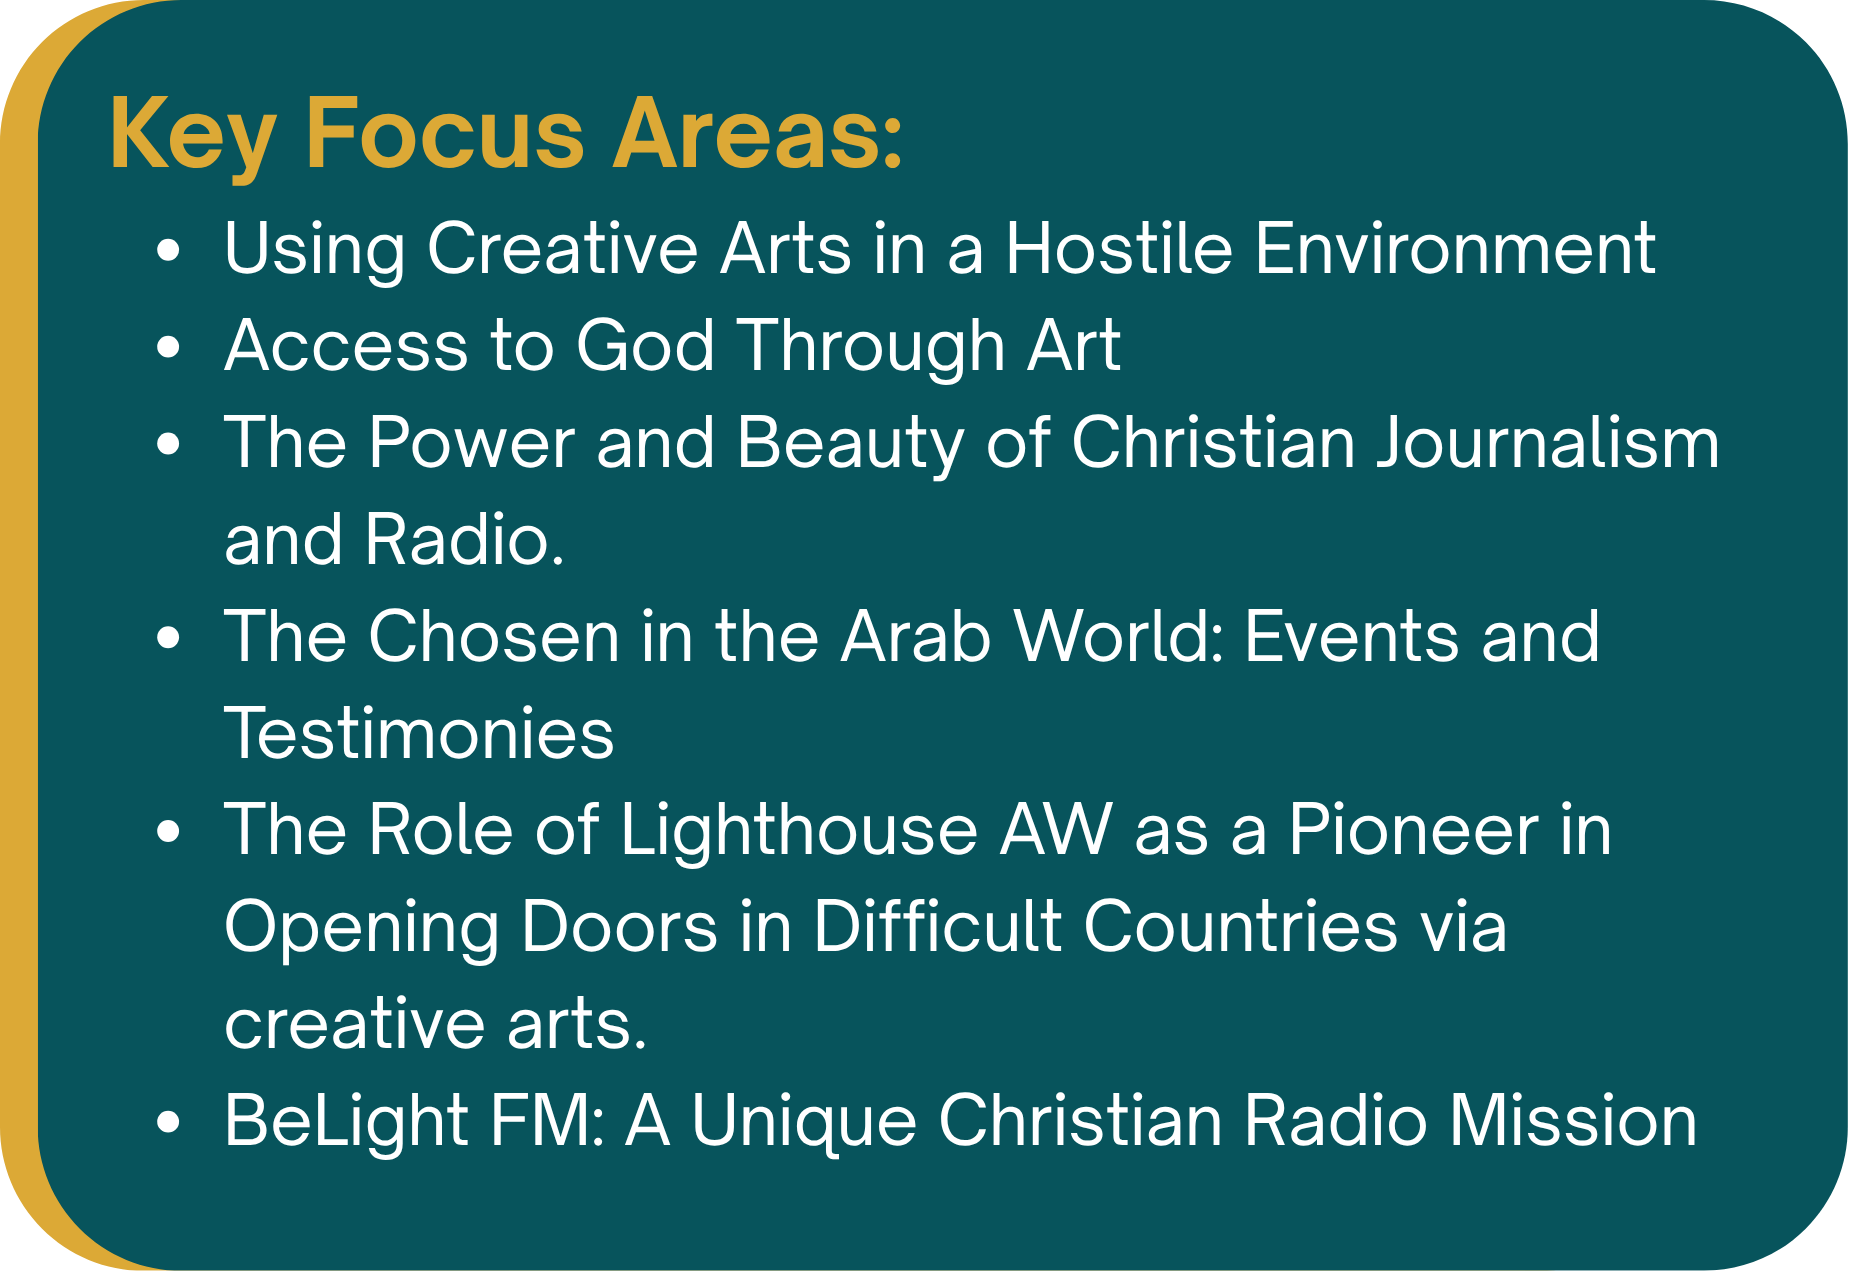 Key Focus Areas:
• Using Creative Arts in a Hostile Environment
• Access to God Through Art
• The Power and Beauty of Christian Journalism
and Radio.
• The Chosen in the Arab World: Events and
Testimonies
• The Role of Lighthouse AW as a Pioneer in
Opening Doors in Difficult Countries via
creative arts.
• BeLight FM: A Unique Christian Radio Mission